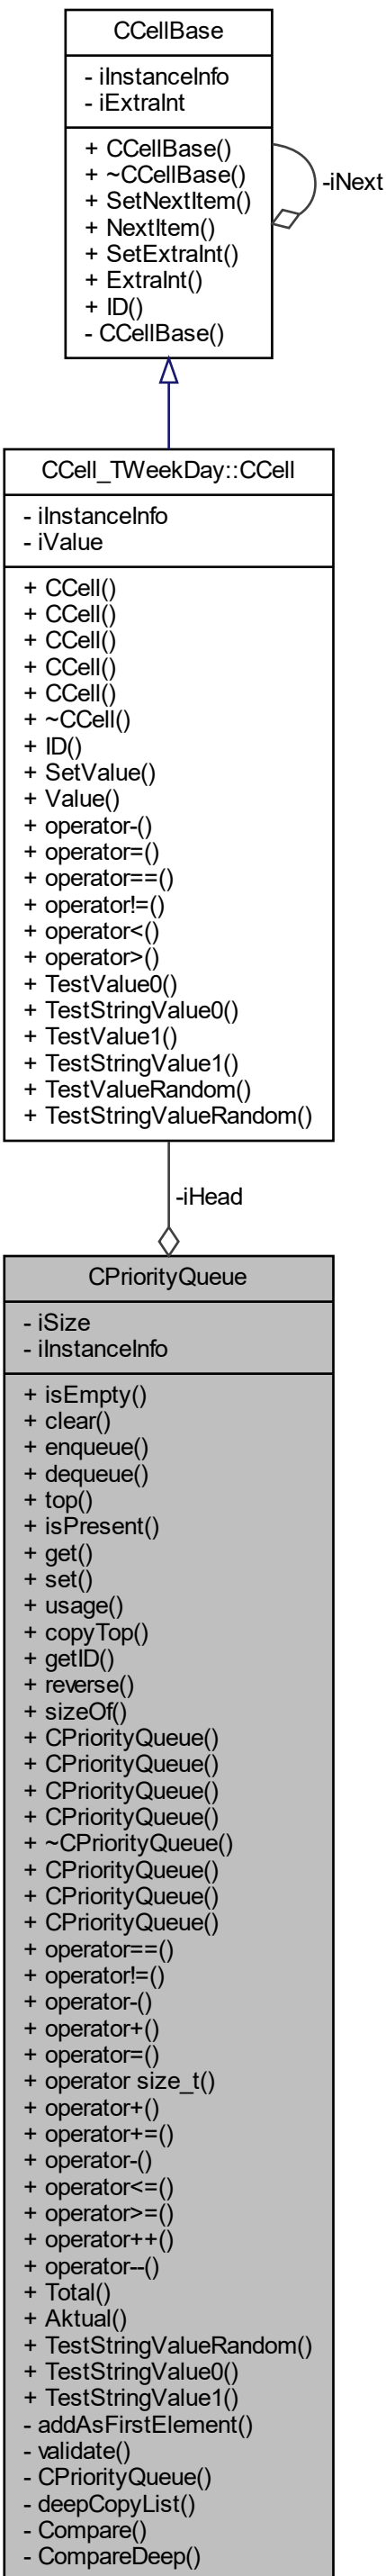 CCellBase
- iInstanceInfo
- iExtraInt
+ CCellBase()
+ ~CCellBase()
+ SetNextItem()
+ NextItem()
+ SetExtraInt()
+ ExtraInt()
+ ID()
- CCellBase()
-iNext
CCell_TWeekDay::CCell
- iInstanceInfo
- iValue
+ CCell()
+ CCell()
+ CCell()
+ CCell()
+ CCell()
+ ~CCell()
+ ID()
+ SetValue()
+ Value()
+ operator-()
+ operator=()
+ operator==()
+ operator!=()
+ operator<()
+ operator>()
+ TestValue0()
+ TestStringValue0()
+ TestValue1()
+ TestStringValue1()
+ TestValueRandom()
+ TestStringValueRandom()
-iHead
CPriorityQueue
- iSize
- iInstanceInfo
+ isEmpty()
+ clear()
+ enqueue()
+ dequeue()
+ top()
+ isPresent()
+ get()
+ set()
+ usage()
+ copyTop()
+ getID()
+ reverse()
+ sizeOf()
+ CPriorityQueue()
+ CPriorityQueue()
+ CPriorityQueue()
+ CPriorityQueue()
+ ~CPriorityQueue()
+ CPriorityQueue()
+ CPriorityQueue()
+ CPriorityQueue()
+ operator==()
+ operator!=()
+ operator-()
+ operator+()
+ operator=()
+ operator size_t()
+ operator+()
+ operator+=()
+ operator-()
+ operator<=()
+ operator>=()
+ operator++()
+ operator--()
+ Total()
+ Aktual()
+ TestStringValueRandom()
+ TestStringValue0()
+ TestStringValue1()
- addAsFirstElement()
- validate()
- CPriorityQueue()
- deepCopyList()
- Compare()
- CompareDeep()